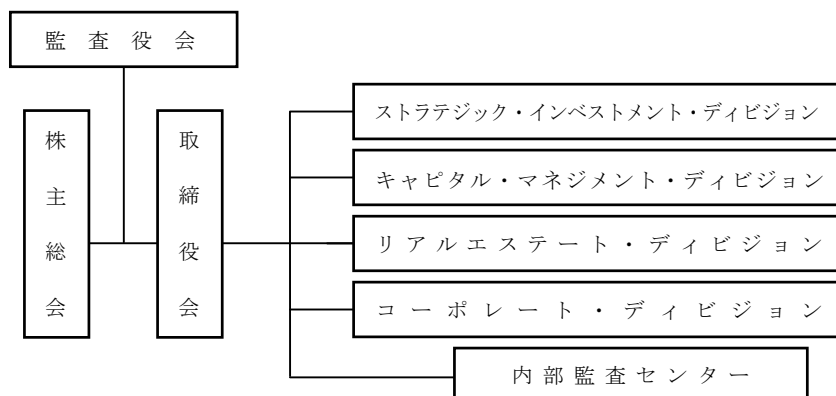 監査役会
株主総会
取締役会
ストラテジック・インベストメント・ディビジョン
キャピタル・マネジメント・ディビジョン
リアルエステート・ディビジョン
コーポレート・ディビジョン
内部監査センター